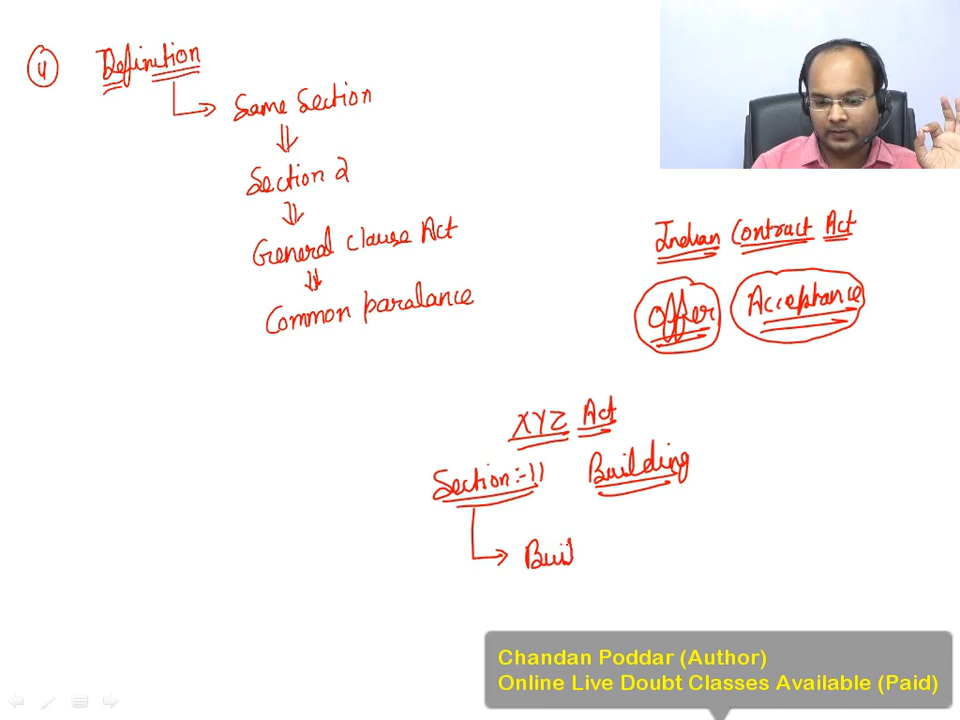 4 Definition
Same Section
Section 2
General clause Act
Common paralance
Indian Contract Act
Offer Acceptance
XYZ Act
Section :- 11 Building
Buil
Chandan Poddar (Author)
Online Live Doubt Classes Available (Paid)